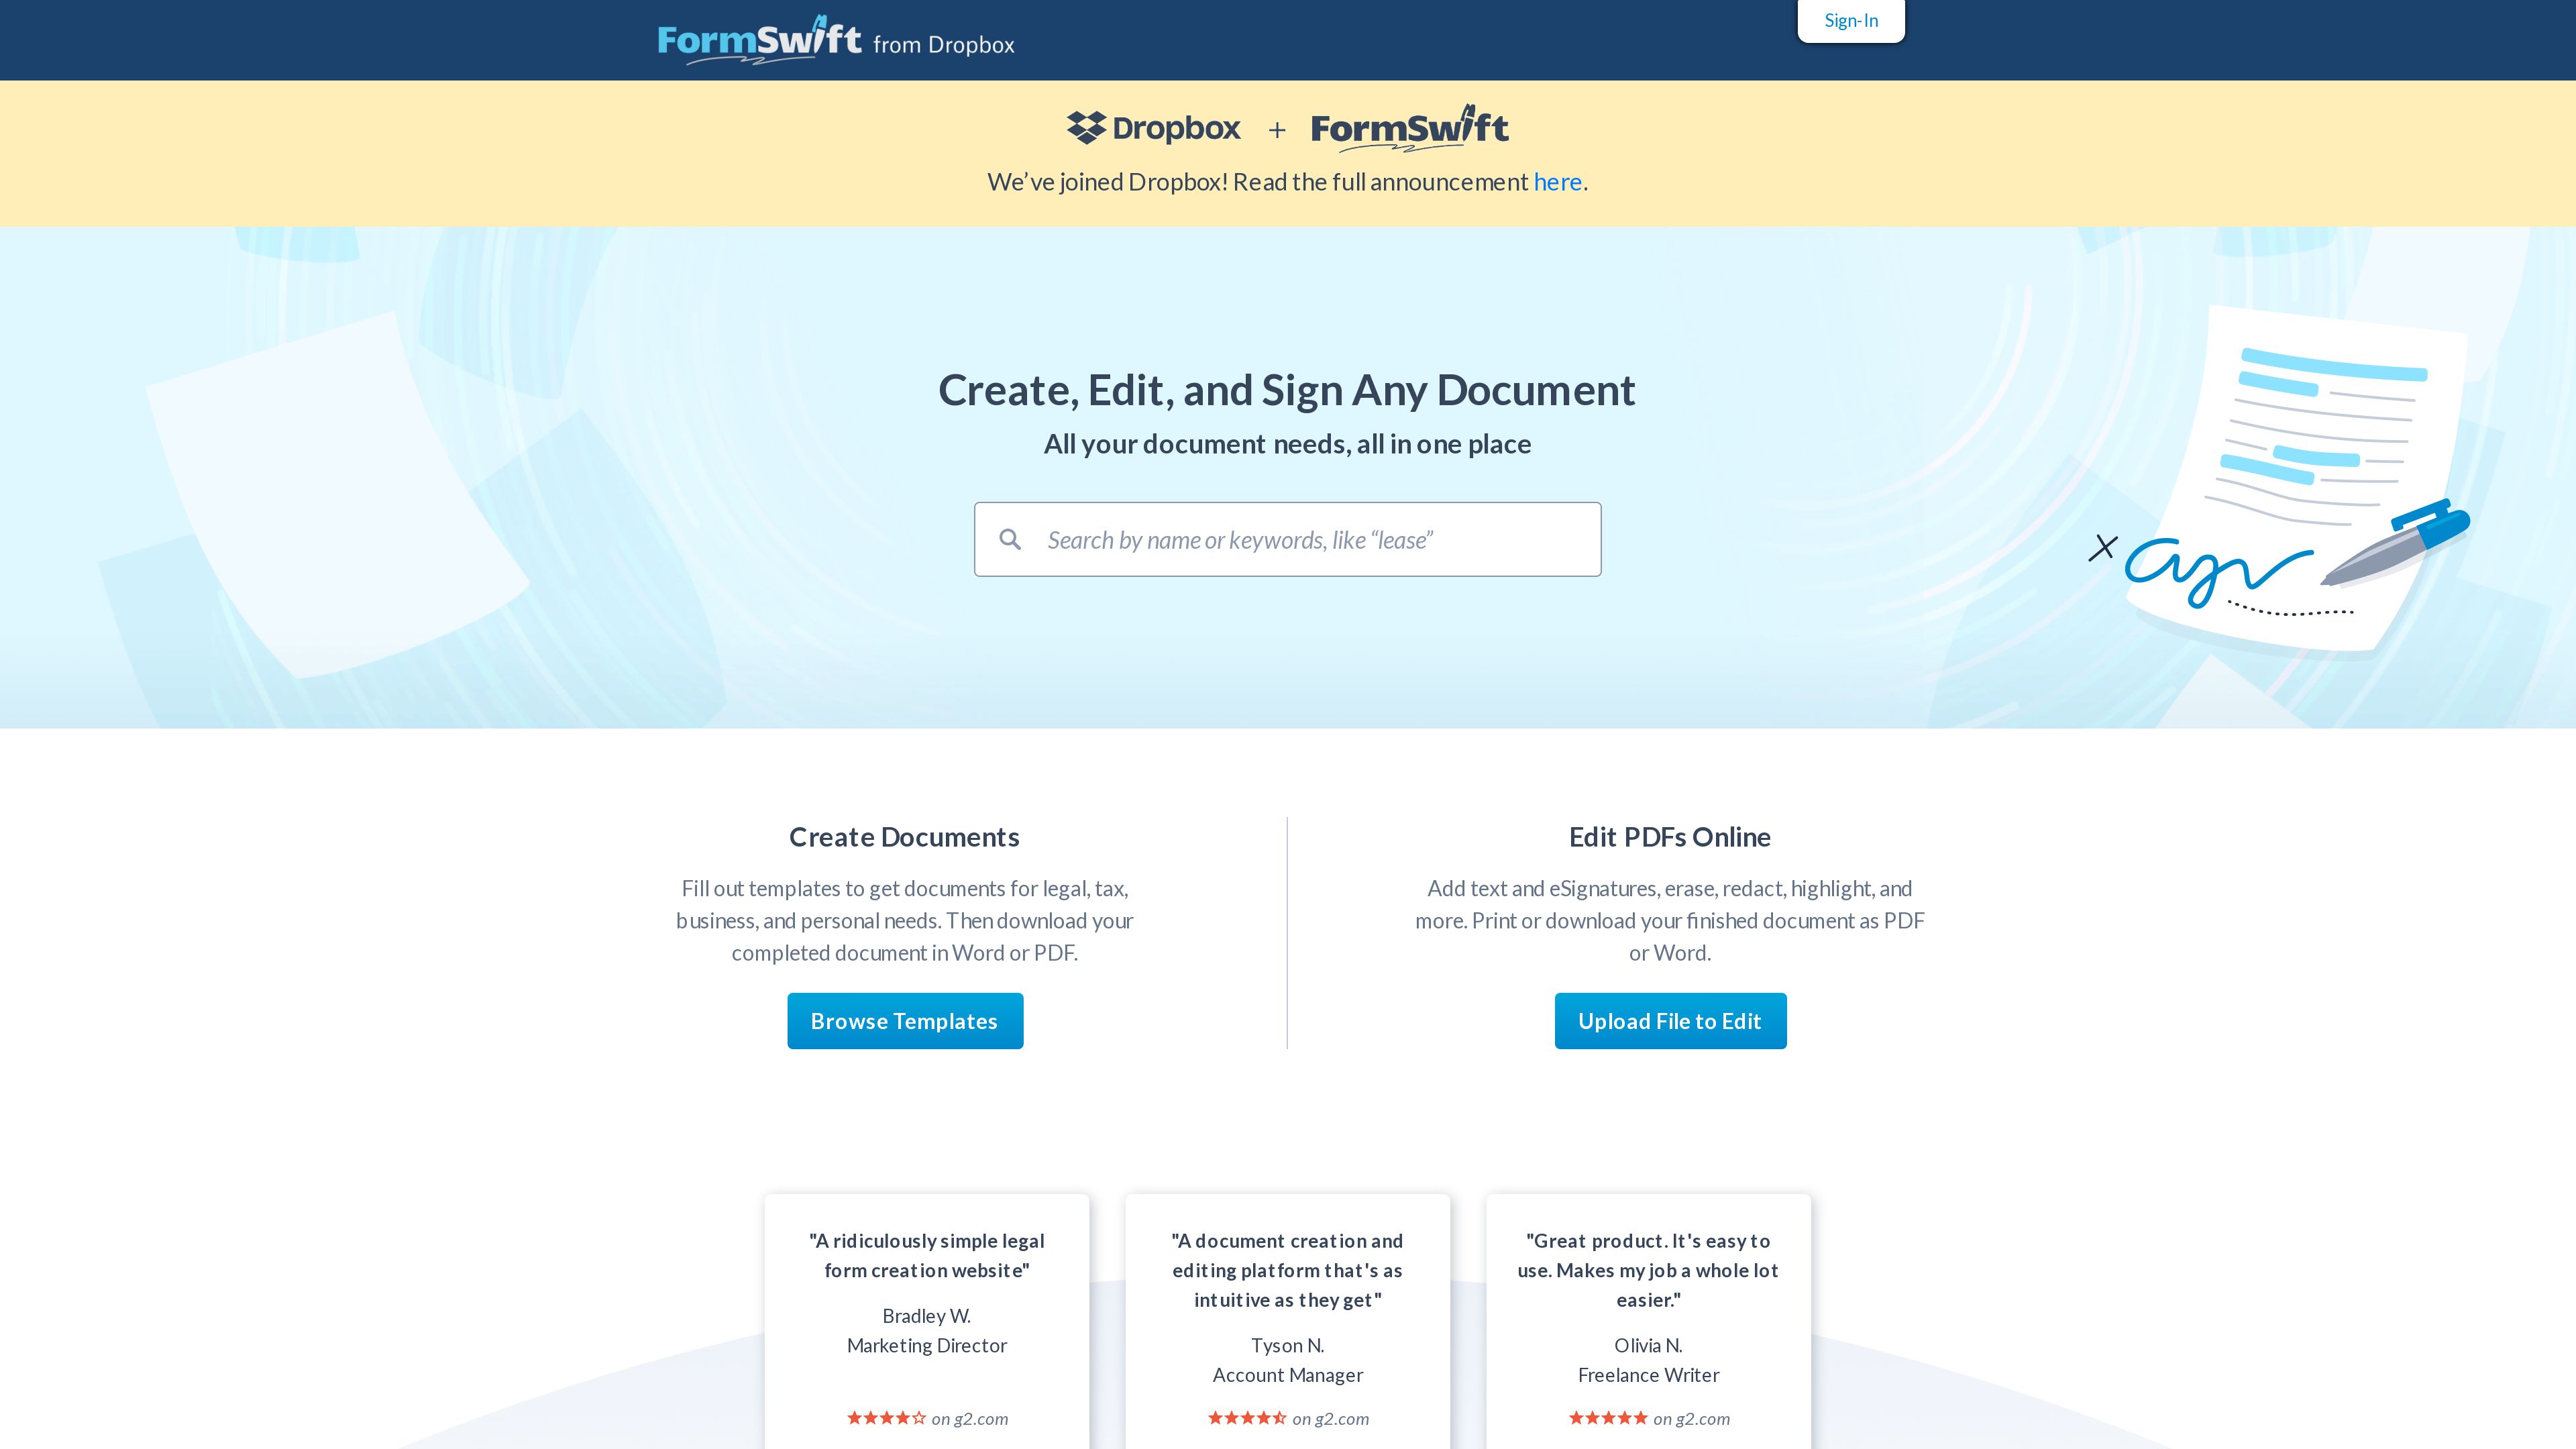 FormSwift from Dropbox
Sign-In
Dropbox + FormSwift
We've joined Dropbox! Read the full announcement here.
Create, Edit, and Sign Any Document
All your document needs, all in one place
Search by name or keywords, like “lease”
Create Documents
Fill out templates to get documents for legal, tax,
business, and personal needs. Then download your
completed document in Word or PDF.
Browse Templates
Edit PDFs Online
Add text and eSignatures, erase, redact, highlight, and
more. Print or download your finished document as PDF
or Word.
Upload File to Edit
"A ridiculously simple legal
form creation website"
Bradley W.
Marketing Director
on g2.com
"A document creation and
editing platform that's as
intuitive as they get"
Tyson N.
Account Manager
on g2.com
"Great product. It's easy to
use. Makes my job a whole lot
easier."
Olivia N.
Freelance Writer
on g2.com